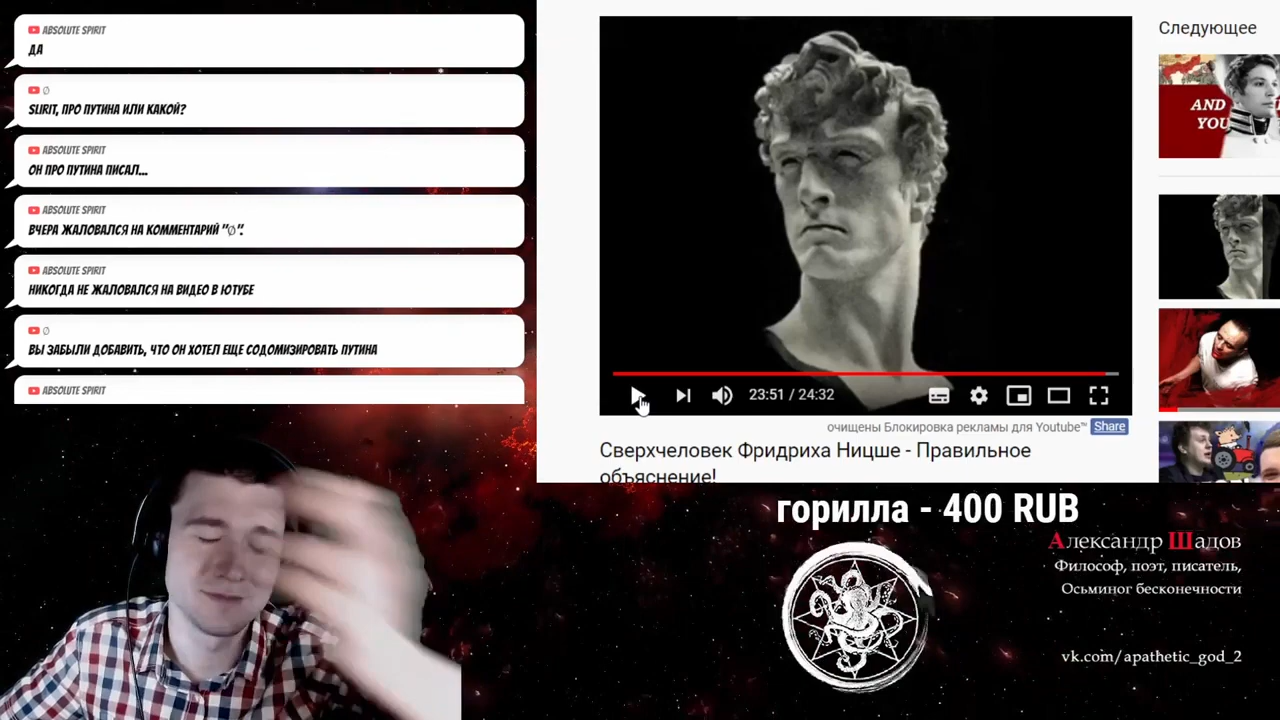 ABSOLUTE SPIRIT
ДА
Ø
SLIRIT, ПРО ПУТИНА ИЛИ КАКОЙ?
ABSOLUTE SPIRIT
ОН ПРО ПУТИНА ПИСАЛ...
ABSOLUTE SPIRIT
ВЧЕРА ЖАЛОВАЛСЯ НА КОММЕНТАРИЙ "Ø".
ABSOLUTE SPIRIT
НИКОГДА НЕ ЖАЛОВАЛСЯ НА ВИДЕО В ЮТУБЕ
Ø
ВЫ ЗАБЫЛИ ДОБАВИТЬ, ЧТО ОН ХОТЕЛ ЕЩЕ СОДОМИЗИРОВАТЬ ПУТИНА
ABSOLUTE SPIRIT
23:51 / 24:32
очищены Блокировка рекламы для Youtube™ Share
Сверхчеловек Фридриха Ницше - Правильное
объяснение!
Следующее
AND
YOU
горилла - 400 RUB
Александр Шадов
Философ, поэт, писатель,
Осьминог бесконечности
vk.com/apathetic_god_2